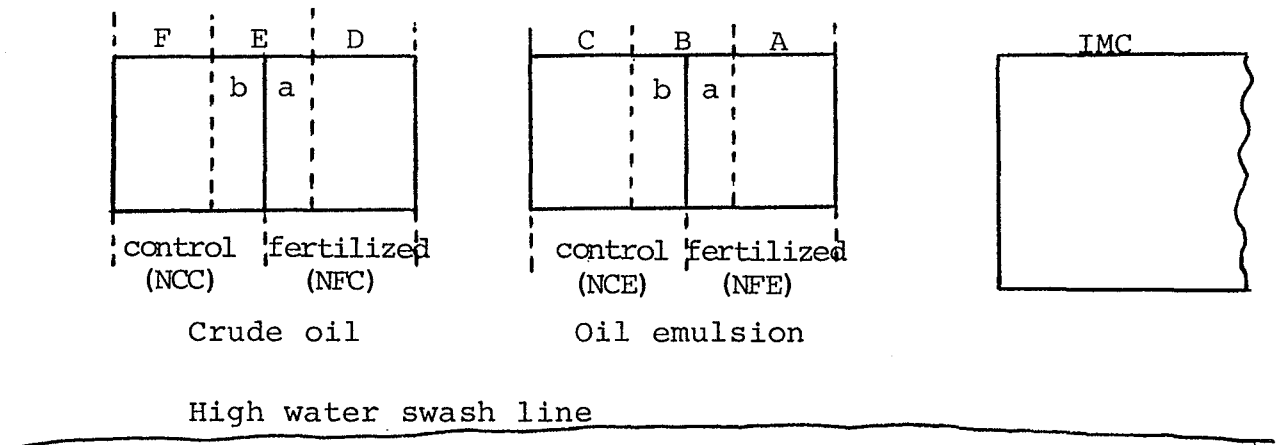 F E D C B A IMC
b a b a
control fertilized control fertilized
(NCC) (NFC) (NCE) (NFE)
Crude oil Oil emulsion
High water swash line